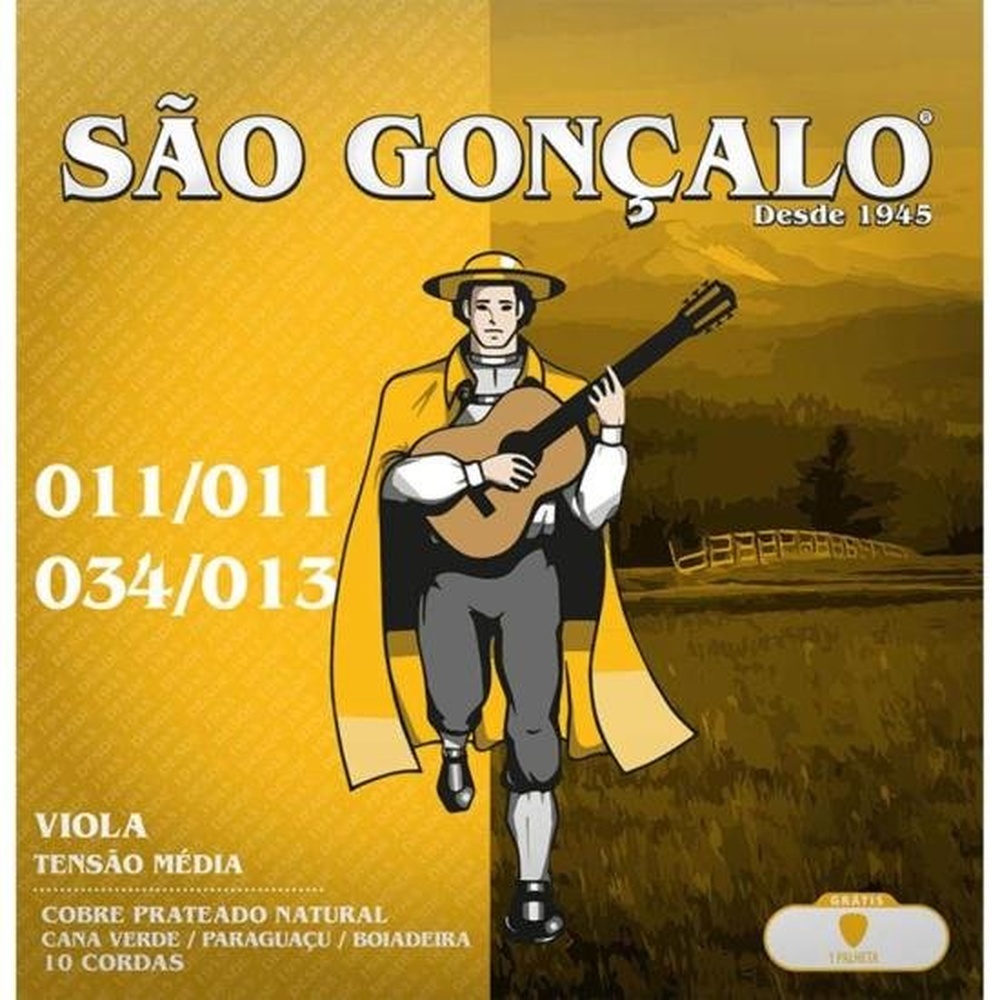 SÃO GONÇALO®
Desde 1945
011/011
034/013
VIOLA
TENSÃO MÉDIA
COBRE PRATEADO NATURAL
CANA VERDE / PARAGUAÇU / BOIADEIRA
10 CORDAS
GRÁTIS
1 PALHETA